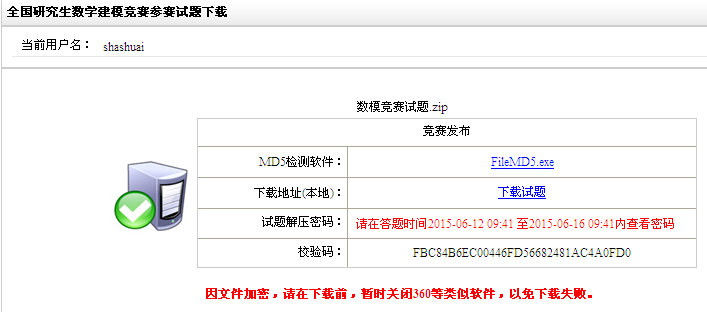 全国研究生数学建模竞赛参赛试题下载
当前用户名： shashuai
数模竞赛试题.zip
竞赛发布
MD5检测软件： FileMD5.exe
下载地址(本地)： 下载试题
试题解压密码： 请在答题时间2015-06-12 09:41 至2015-06-16 09:41内查看密码
校验码： FBC84B6EC00446FD56682481AC4A0FD0
因文件加密，请在下载前，暂时关闭360等类似软件，以免下载失败。